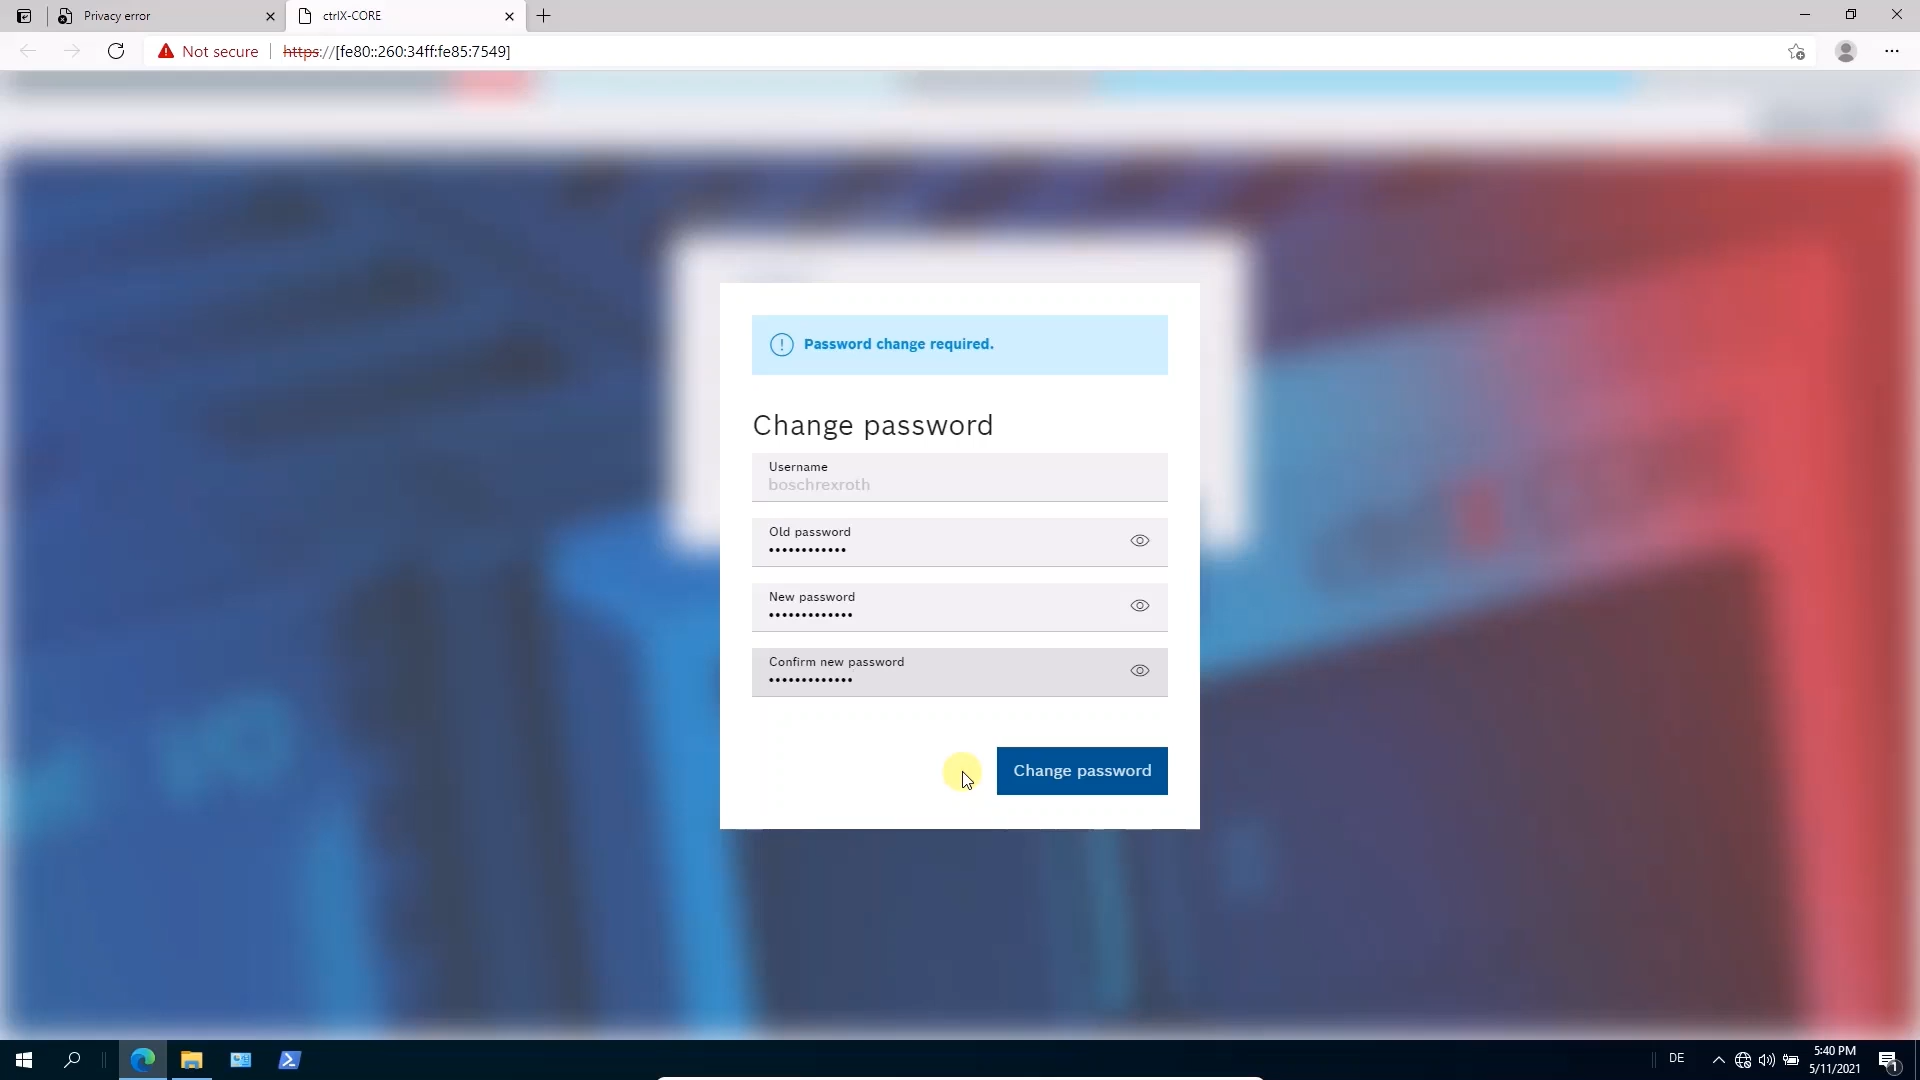 Privacy error
ctrlX-CORE
Not secure
https://[fe80::260:34ff:fe85:7549]
Password change required.
Change password
Username
boschrexroth
Old password
••••••••••••
New password
•••••••••••••
Confirm new password
•••••••••••••
Change password
DE
5:40 PM
5/11/2021
1